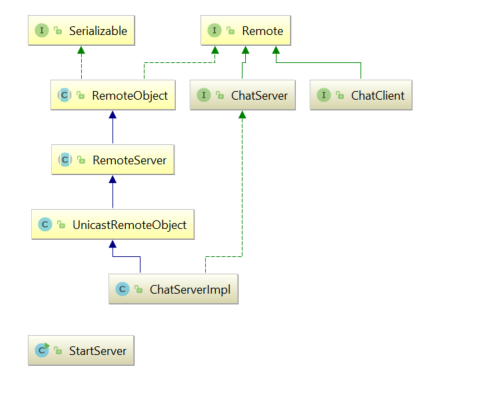 I Serializable
I Remote
C RemoteObject
I ChatServer
I ChatClient
C RemoteServer
C UnicastRemoteObject
C ChatServerImpl
C StartServer